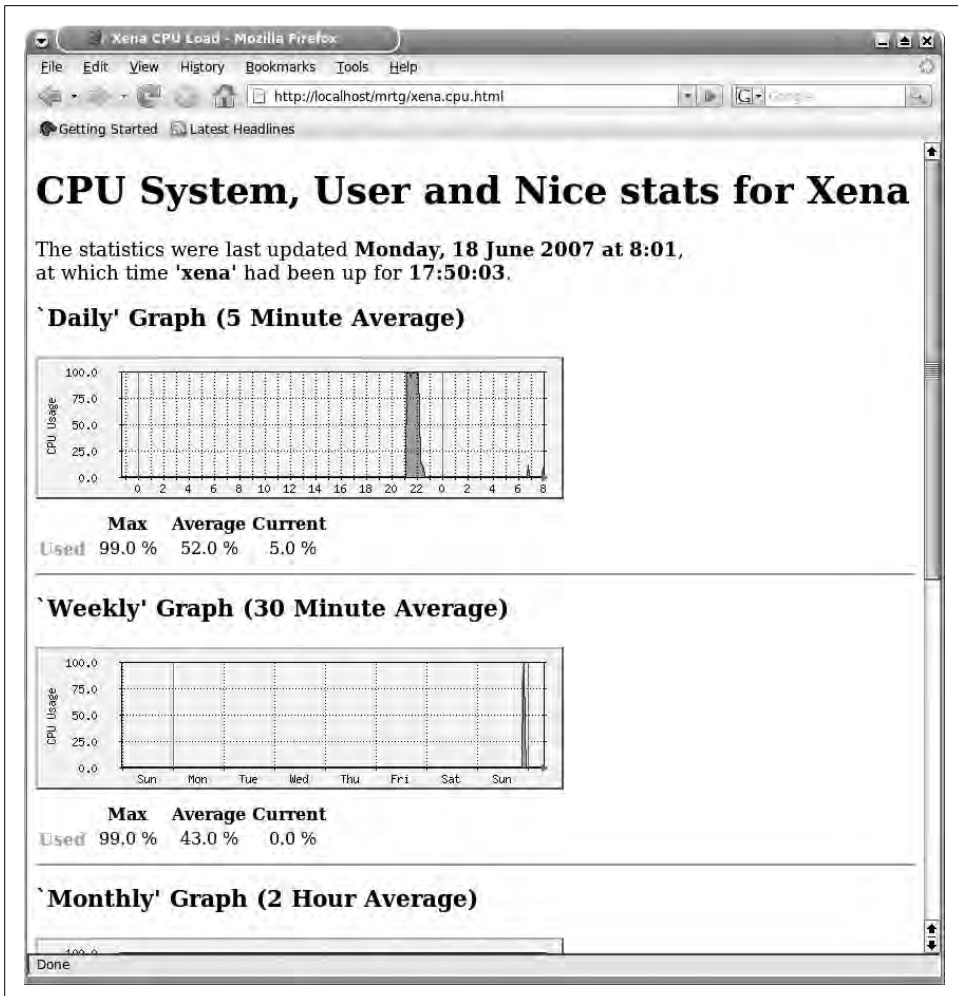 Xena CPU Load - Mozilla Firefox
File Edit View History Bookmarks Tools Help
http://localhost/mrtg/xena.cpu.html G Google
Getting Started Latest Headlines
CPU System, User and Nice stats for Xena
The statistics were last updated Monday, 18 June 2007 at 8:01,
at which time 'xena' had been up for 17:50:03.
`Daily' Graph (5 Minute Average)
100.0
75.0
50.0
25.0
0.0
CPU Usage
0 2 4 6 8 10 12 14 16 18 20 22 0 2 4 6 8
Max Average Current
Used 99.0 % 52.0 % 5.0 %
`Weekly' Graph (30 Minute Average)
100.0
75.0
50.0
25.0
0.0
CPU Usage
Sun Mon Tue Wed Thu Fri Sat Sun
Max Average Current
Used 99.0 % 43.0 % 0.0 %
`Monthly' Graph (2 Hour Average)
100.0
Done